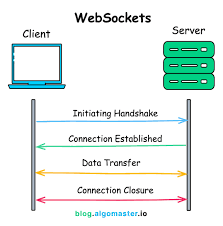 WebSockets
Client
Server
Initiating Handshake
Connection Established
Data Transfer
Connection Closure
blog.algomaster.io